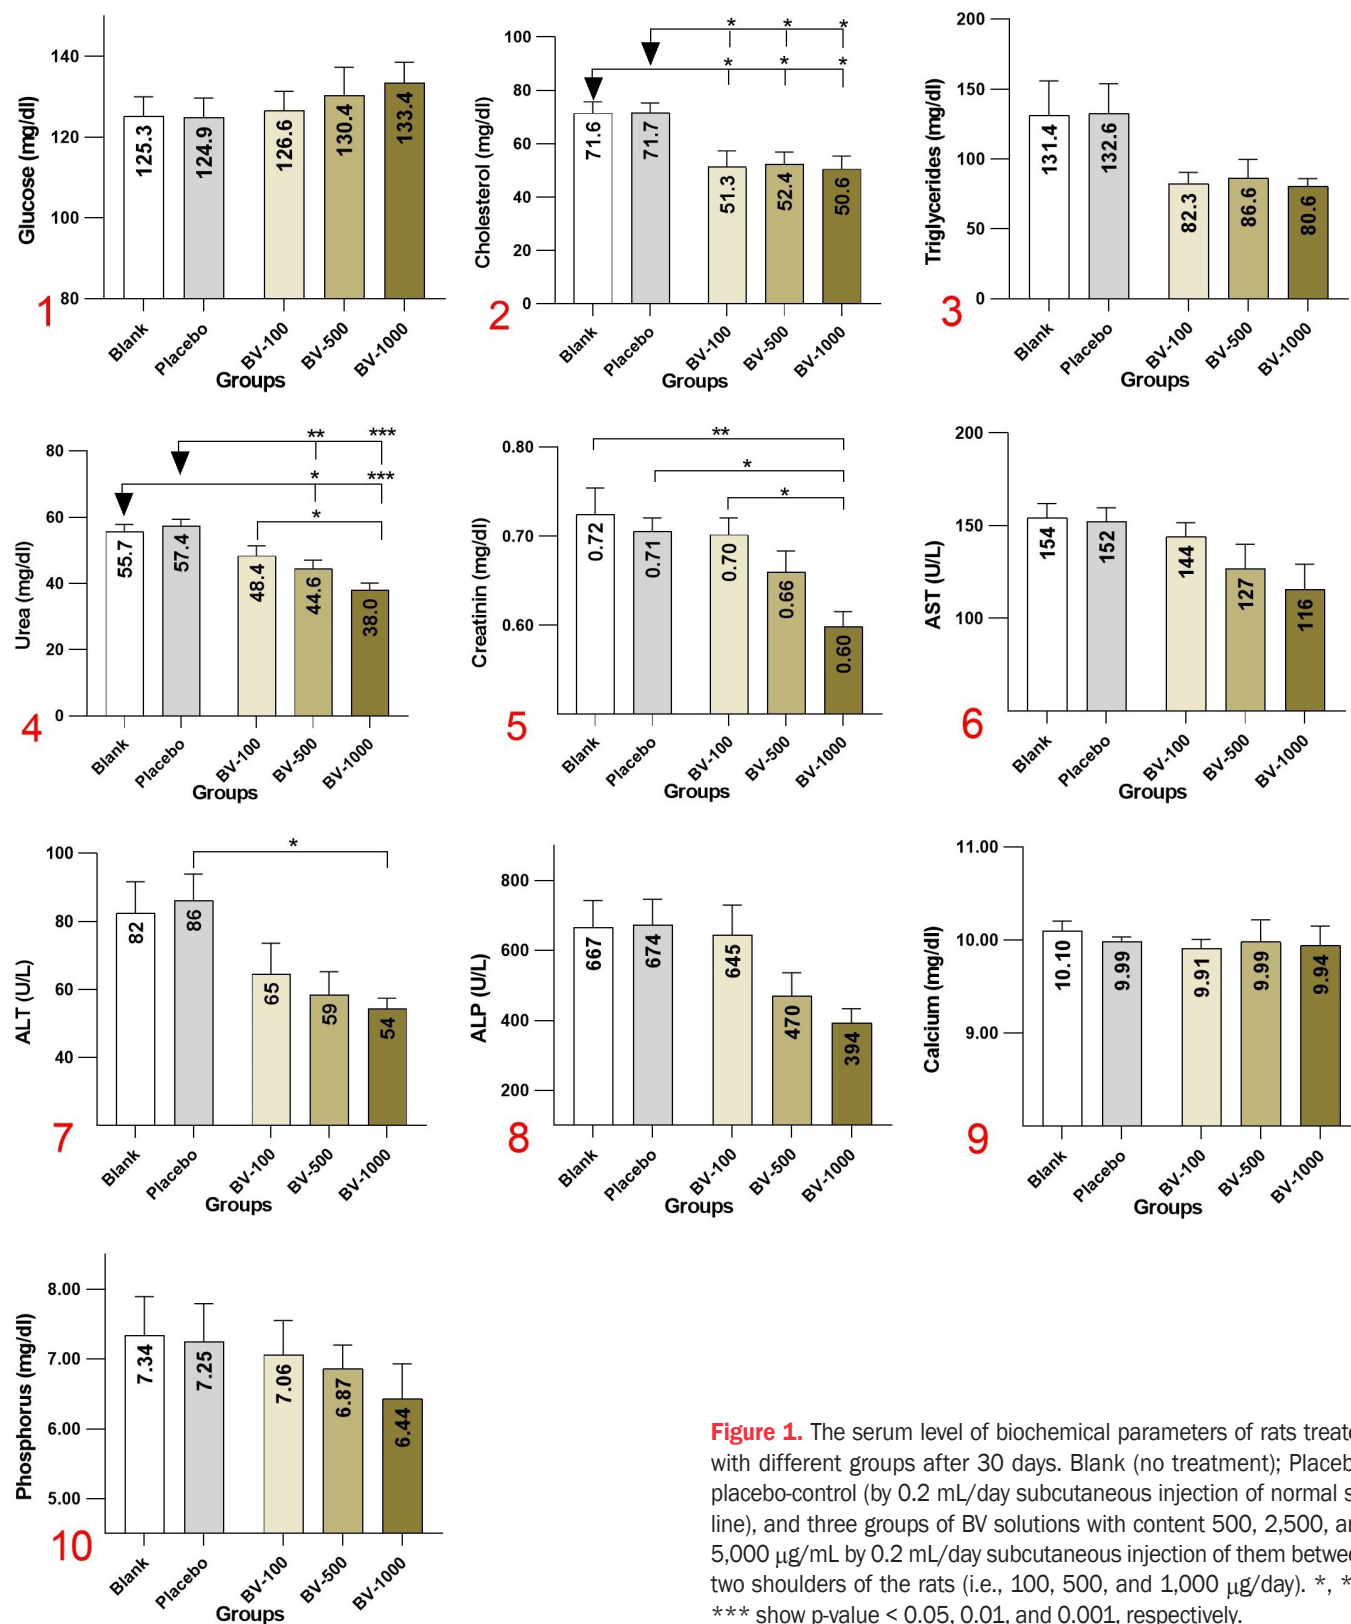 140
120
100
80
Glucose (mg/dl)
125.3
124.9
126.6
130.4
133.4
Blank
Placebo
BV-100
BV-500
BV-1000
Groups
1
* * *
* * *
100
80
60
40
20
0
Cholesterol (mg/dl)
71.6
71.7
51.3
52.4
50.6
Blank
Placebo
BV-100
BV-500
BV-1000
Groups
2
200
150
100
50
0
Triglycerides (mg/dl)
131.4
132.6
82.3
86.6
80.6
Blank
Placebo
BV-100
BV-500
BV-1000
Groups
3
** ***
* ***
*
80
60
40
20
0
Urea (mg/dl)
55.7
57.4
48.4
44.6
38.0
Blank
Placebo
BV-100
BV-500
BV-1000
Groups
4
**
*
*
0.80
0.70
0.60
Creatinin (mg/dl)
0.72
0.71
0.70
0.66
0.60
Blank
Placebo
BV-100
BV-500
BV-1000
Groups
5
200
150
100
AST (U/L)
154
152
144
127
116
Blank
Placebo
BV-100
BV-500
BV-1000
Groups
6
*
100
80
60
40
ALT (U/L)
82
86
65
59
54
Blank
Placebo
BV-100
BV-500
BV-1000
Groups
7
800
600
400
200
ALP (U/L)
667
674
645
470
394
Blank
Placebo
BV-100
BV-500
BV-1000
Groups
8
11.00
10.00
9.00
Calcium (mg/dl)
10.10
9.99
9.91
9.99
9.94
Blank
Placebo
BV-100
BV-500
BV-1000
Groups
9
8.00
7.00
6.00
5.00
Phosphorus (mg/dl)
7.34
7.25
7.06
6.87
6.44
Blank
Placebo
BV-100
BV-500
BV-1000
Groups
10
Figure 1. The serum level of biochemical parameters of rats treate
with different groups after 30 days. Blank (no treatment); Placeb
placebo-control (by 0.2 mL/day subcutaneous injection of normal s
line), and three groups of BV solutions with content 500, 2,500, a
5,000 µg/mL by 0.2 mL/day subcutaneous injection of them betwee
two shoulders of the rats (i.e., 100, 500, and 1,000 µg/day). *, *
*** show p-value < 0.05, 0.01, and 0.001, respectively.